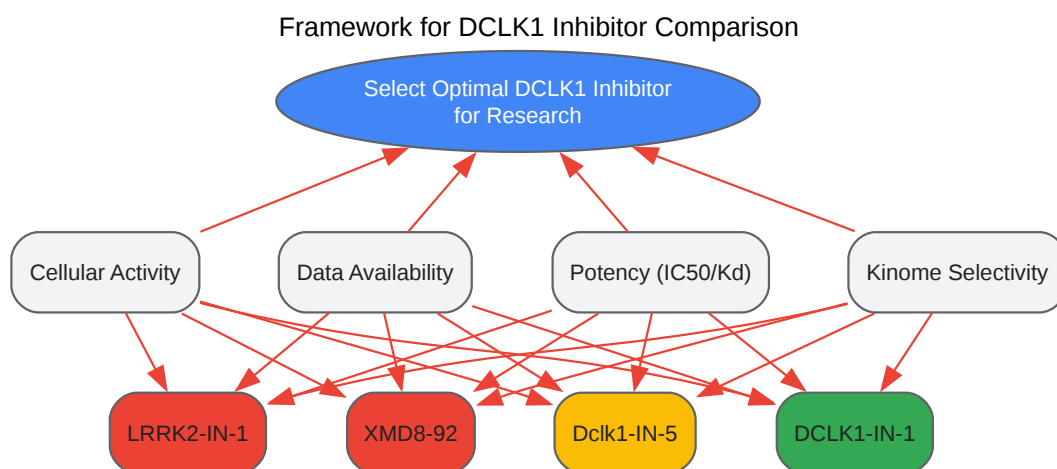 Framework for DCLK1 Inhibitor Comparison
Select Optimal DCLK1 Inhibitor
for Research
Cellular Activity
Data Availability
Potency (IC50/Kd)
Kinome Selectivity
LRRK2-IN-1
XMD8-92
Dclk1-IN-5
DCLK1-IN-1